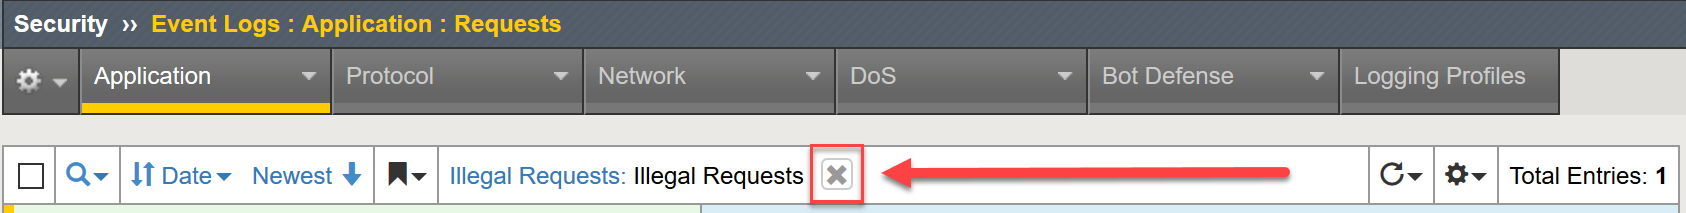 Security ›› Event Logs : Application : Requests
Application Protocol Network DoS Bot Defense Logging Profiles
Date Newest Illegal Requests: Illegal Requests Total Entries: 1